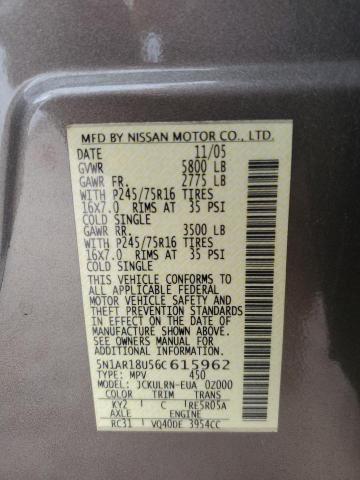 MFD BY NISSAN MOTOR CO., LTD.
DATE 11/05
GVWR 5800 LB
GAWR FR. 2775 LB
WITH P245/75R16 TIRES
16X7.0 RIMS AT 35 PSI
COLD SINGLE
GAWR RR. 3500 LB
WITH P245/75R16 TIRES
16X7.0 RIMS AT 35 PSI
COLD SINGLE
THIS VEHICLE CONFORMS TO
ALL APPLICABLE FEDERAL
MOTOR VEHICLE SAFETY AND
THEFT PREVENTION STANDARDS
IN EFFECT ON THE DATE OF
MANUFACTURE SHOWN ABOVE.
SEE OWNERS MANUAL FOR
ADDITIONAL INFORMATION
5N1AR18U56C615962
TYPE: MPV 450
MODEL: JCKULRN-EUA 02000
COLOR TRIM TRANS
KY2 C RE5R05A
AXLE ENGINE
RC31 VQ40DE 3954CC